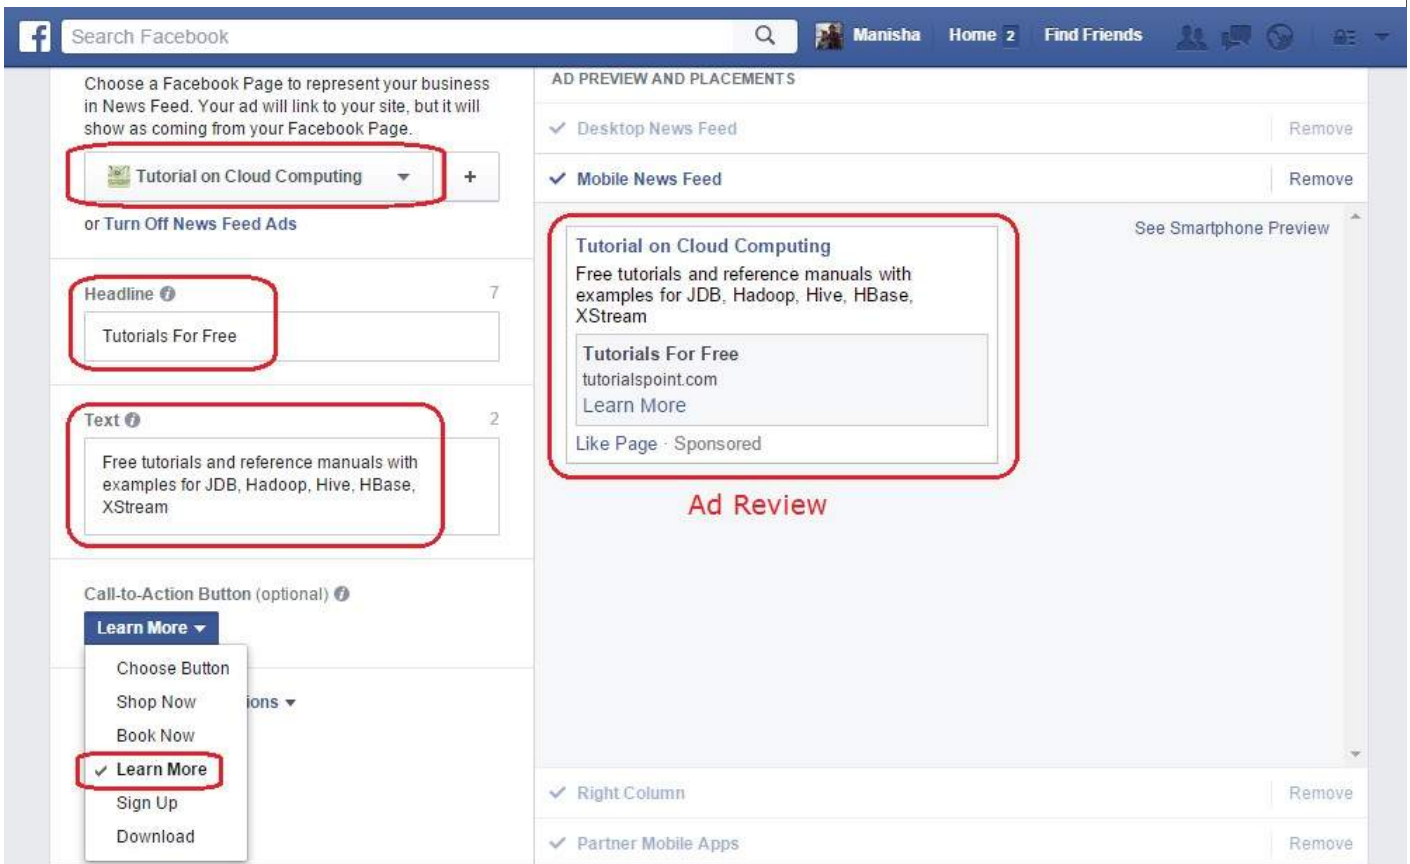 f
Search Facebook
Manisha Home 2 Find Friends
Choose a Facebook Page to represent your business
in News Feed. Your ad will link to your site, but it will
show as coming from your Facebook Page.
Tutorial on Cloud Computing
+
or Turn Off News Feed Ads
Headline 7
Tutorials For Free
Text 2
Free tutorials and reference manuals with
examples for JDB, Hadoop, Hive, HBase,
XStream
Call-to-Action Button (optional)
Learn More
Choose Button
Shop Now
ions
Book Now
✓ Learn More
Sign Up
Download
AD PREVIEW AND PLACEMENTS
✓ Desktop News Feed Remove
✓ Mobile News Feed Remove
See Smartphone Preview
Tutorial on Cloud Computing
Free tutorials and reference manuals with
examples for JDB, Hadoop, Hive, HBase,
XStream
Tutorials For Free
tutorialspoint.com
Learn More
Like Page · Sponsored
Ad Review
✓ Right Column Remove
✓ Partner Mobile Apps Remove